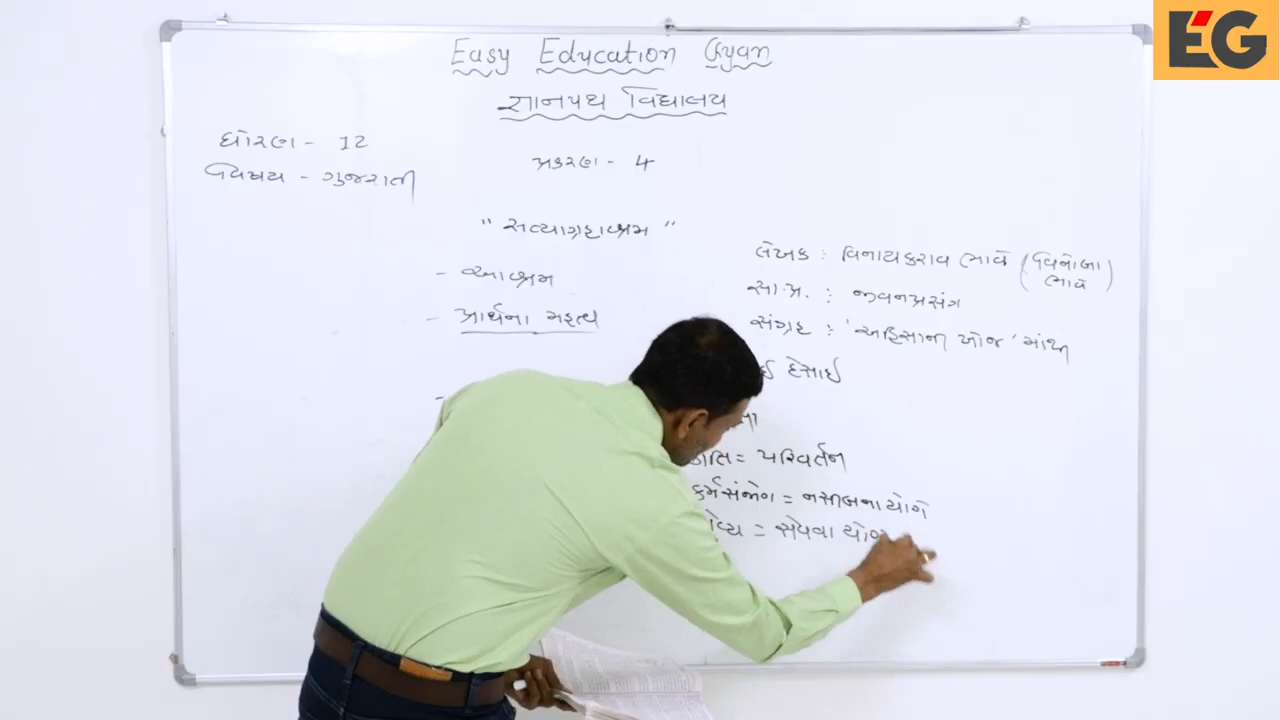 EG
Easy Education Gyan
જ્ઞાનપથ વિદ્યાલય
ધોરણ - 12
વિષય - ગુજરાતી
પ્રકરણ - 4
" સત્યાગ્રહાશ્રમ "
- આશ્રમ
- પ્રાર્થના મહત્વ
-
લેખક : વિનાયકરાવ ભાવે (વિનોબા ભાવે)
સા.પ્ર. : જીવનપ્રસંગ
સંગ્રહ : 'અહિંસાની ખોજ' માંથી
દેસાઈ
= પરિવર્તન
કર્મસંજોગ = નસીબના યોગે
= સેવવા